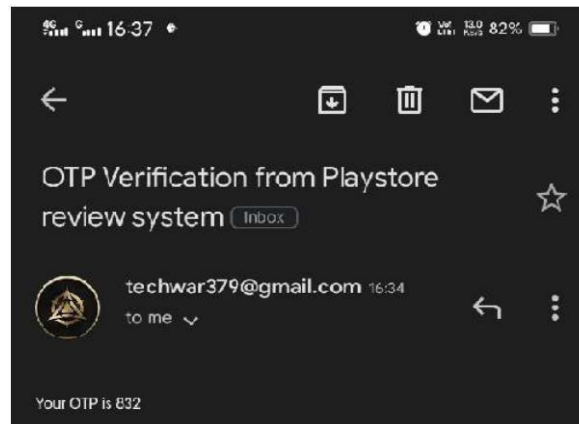 4G G 16:37 82%
OTP Verification from Playstore
review system Inbox
techwar379@gmail.com 16:34
to me
Your OTP is 832